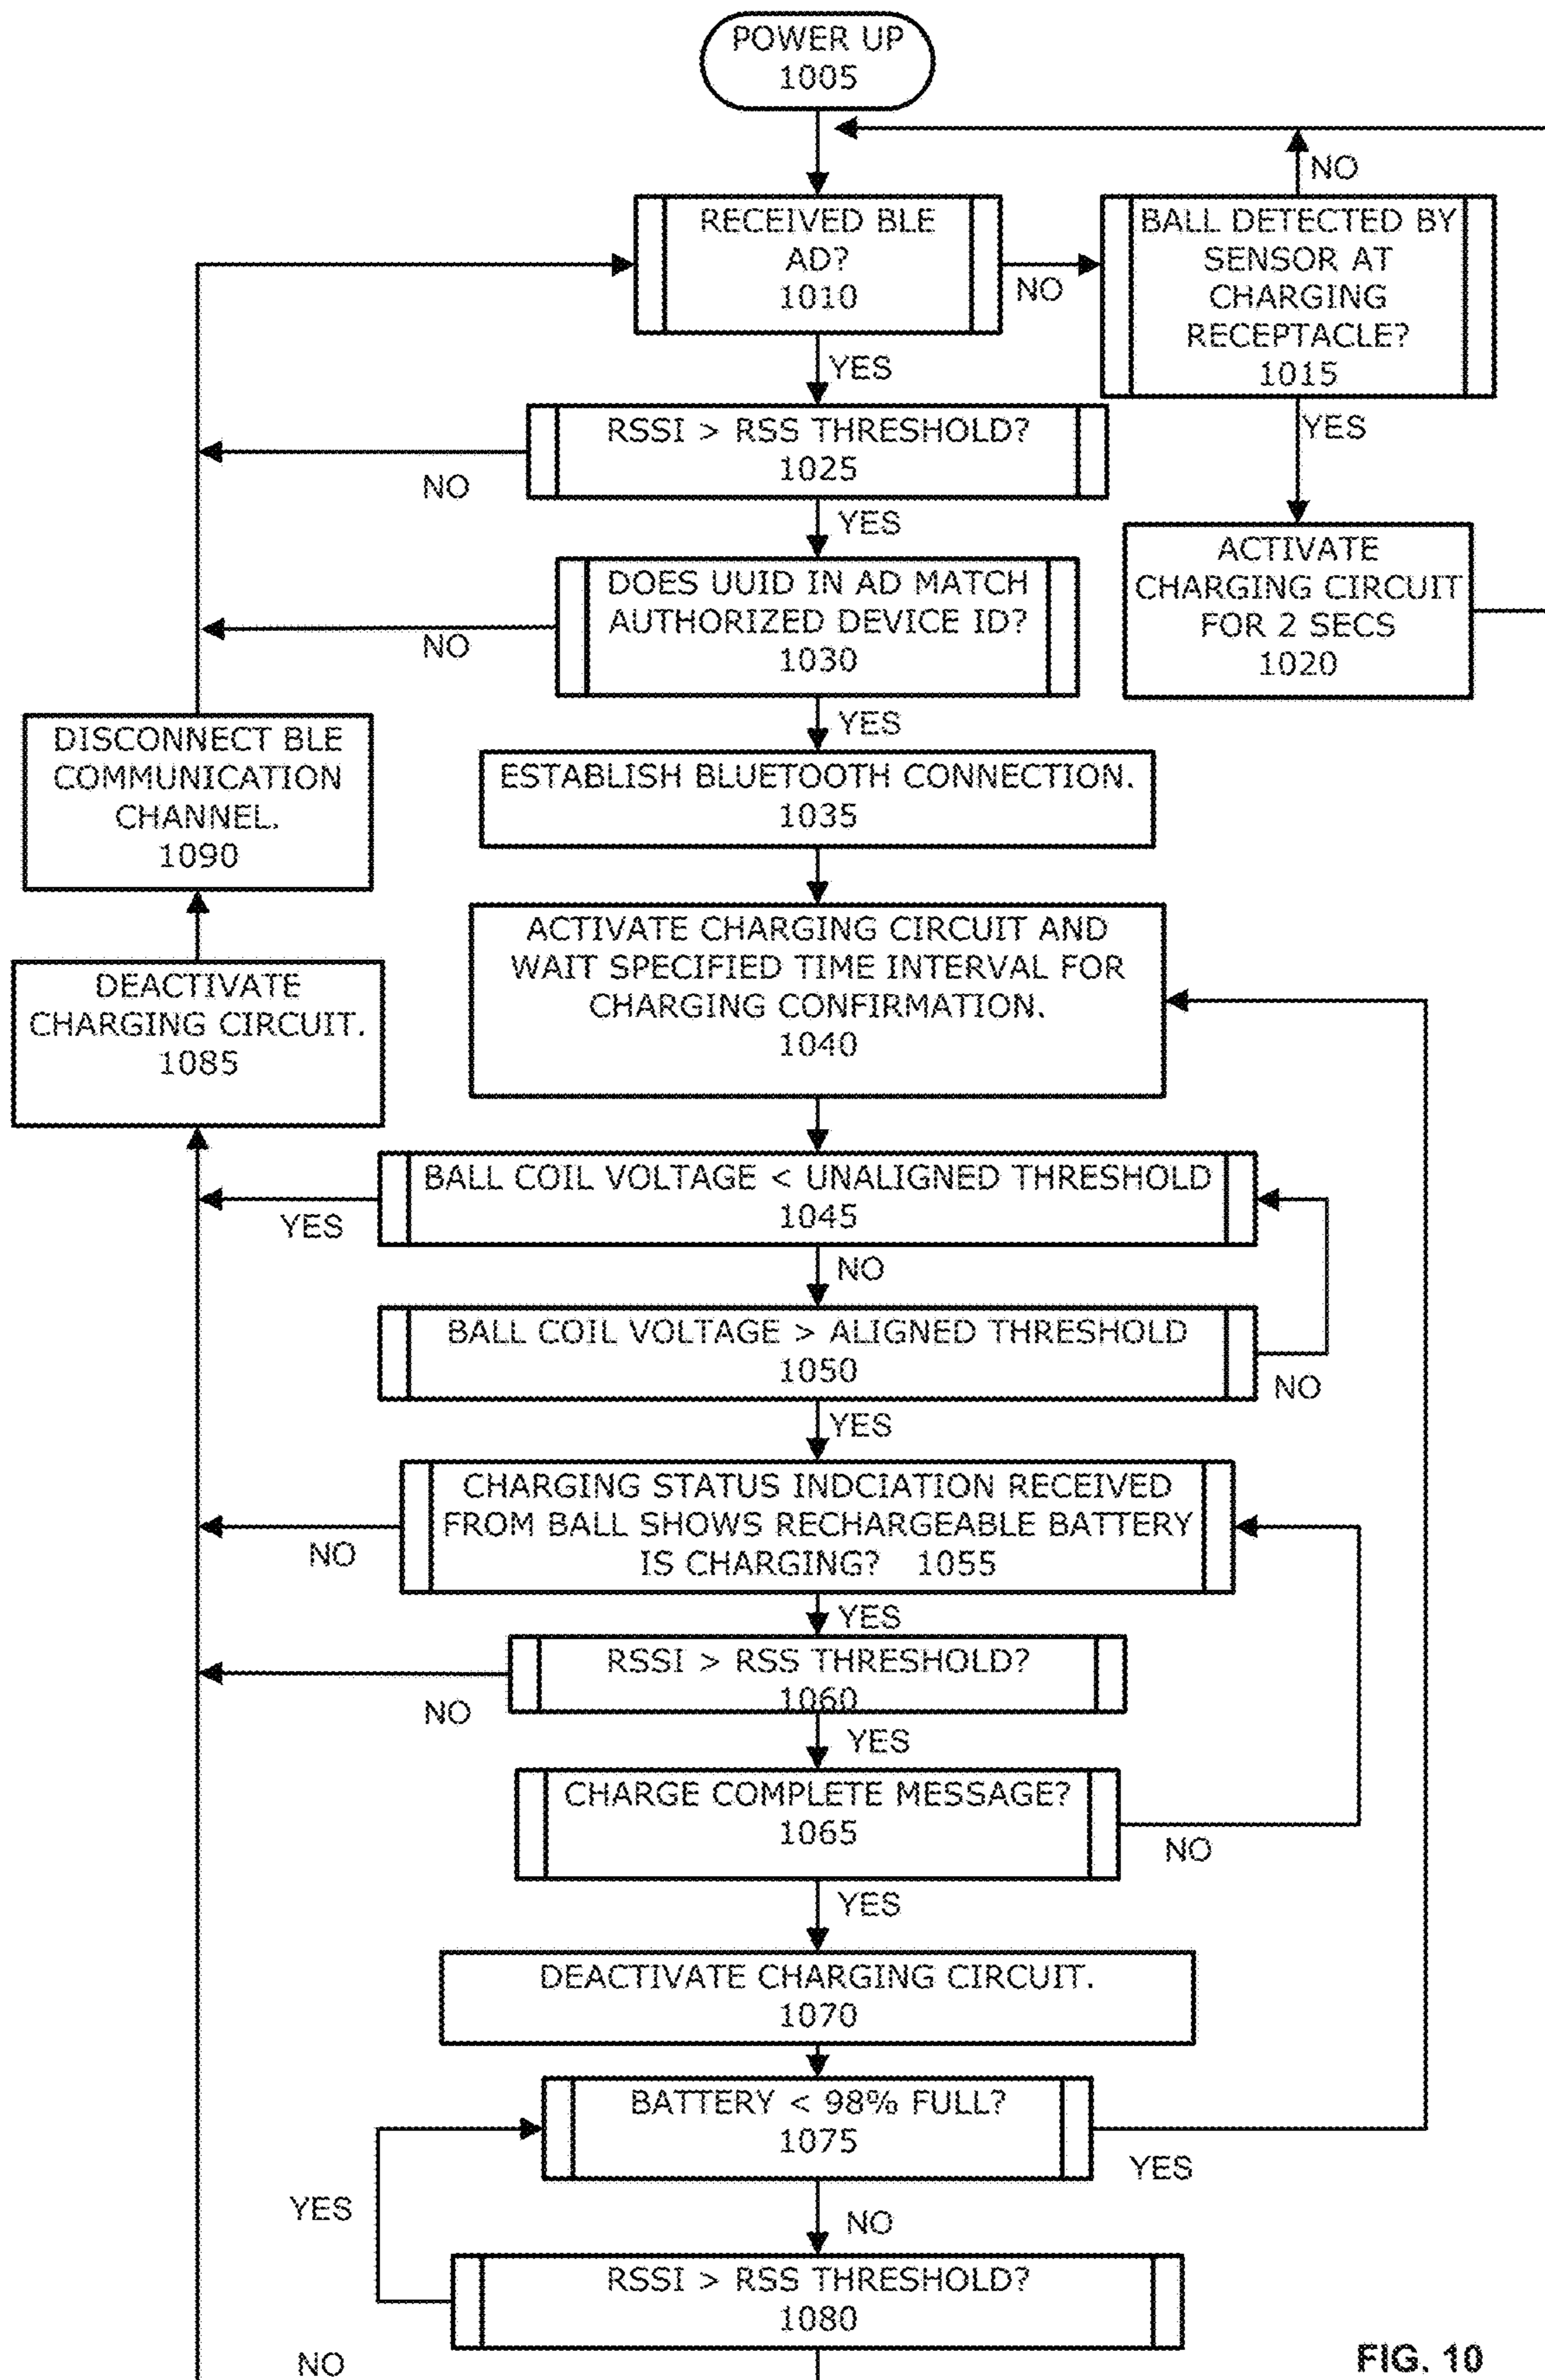 POWER UP
1005
NO
RECEIVED BLE
AD?
1010
NO
BALL DETECTED BY
SENSOR AT
CHARGING
RECEPTACLE?
1015
YES
YES
RSSI > RSS THRESHOLD?
1025
NO
YES
ACTIVATE
CHARGING CIRCUIT
FOR 2 SECS
1020
DOES UUID IN AD MATCH
AUTHORIZED DEVICE ID?
1030
NO
YES
DISCONNECT BLE
COMMUNICATION
CHANNEL.
1090
ESTABLISH BLUETOOTH CONNECTION.
1035
ACTIVATE CHARGING CIRCUIT AND
WAIT SPECIFIED TIME INTERVAL FOR
CHARGING CONFIRMATION.
1040
DEACTIVATE
CHARGING CIRCUIT.
1085
BALL COIL VOLTAGE < UNALIGNED THRESHOLD
1045
YES
NO
BALL COIL VOLTAGE > ALIGNED THRESHOLD
1050
NO
YES
CHARGING STATUS INDCIATION RECEIVED
FROM BALL SHOWS RECHARGEABLE BATTERY
IS CHARGING? 1055
NO
YES
RSSI > RSS THRESHOLD?
1060
NO
YES
CHARGE COMPLETE MESSAGE?
1065
NO
YES
DEACTIVATE CHARGING CIRCUIT.
1070
BATTERY < 98% FULL?
1075
YES
YES
NO
RSSI > RSS THRESHOLD?
1080
NO
FIG. 10